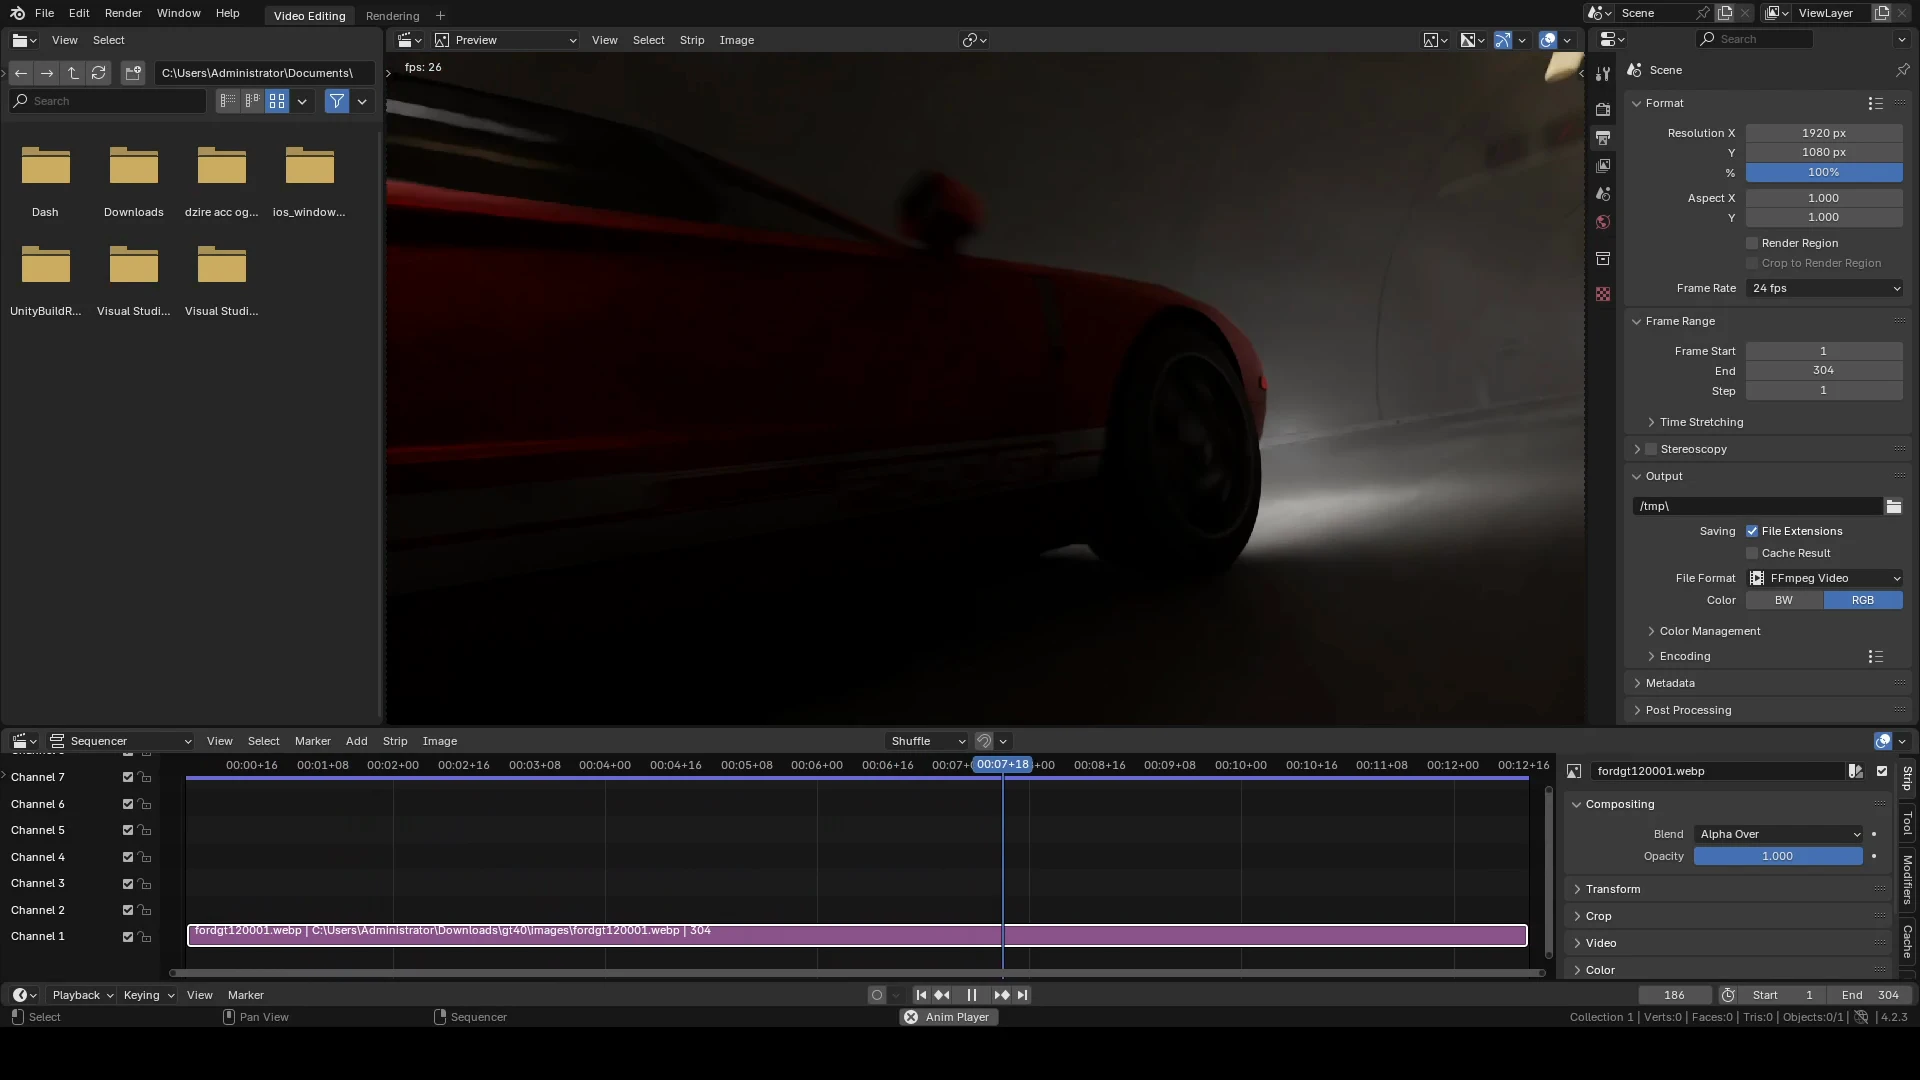 File Edit Render Window Help Video Editing Rendering + Scene ViewLayer
View Select
Preview View Select Strip Image
Search
C:\Users\Administrator\Documents\
Search
Dash Downloads dzire acc og... ios_window...
UnityBuildR... Visual Studi... Visual Studi...
fps: 26
Scene
Format
Resolution X 1920 px
Y 1080 px
% 100%
Aspect X 1.000
Y 1.000
Render Region
Crop to Render Region
Frame Rate 24 fps
Frame Range
Frame Start 1
End 304
Step 1
Time Stretching
Stereoscopy
Output
/tmp\
Saving File Extensions
Cache Result
File Format FFmpeg Video
Color BW RGB
Color Management
Encoding
Metadata
Post Processing
Sequencer View Select Marker Add Strip Image Shuffle
00:00+16 00:01+08 00:02+00 00:02+16 00:03+08 00:04+00 00:04+16 00:05+08 00:06+00 00:06+16 00:07+ 00:07+18 +00 00:08+16 00:09+08 00:10+00 00:10+16 00:11+08 00:12+00 00:12+16
Channel 7
Channel 6
Channel 5
Channel 4
Channel 3
Channel 2
Channel 1
fordgt120001.webp | C:\Users\Administrator\Downloads\gt40\images\fordgt120001.webp | 304
fordgt120001.webp
Compositing
Blend Alpha Over
Opacity 1.000
Transform
Crop
Video
Color
Strip
Tool
Modifiers
Cache
Playback Keying View Marker 186 Start 1 End 304
Select Pan View Sequencer Anim Player Collection 1 | Verts:0 | Faces:0 | Tris:0 | Objects:0/1 | 4.2.3